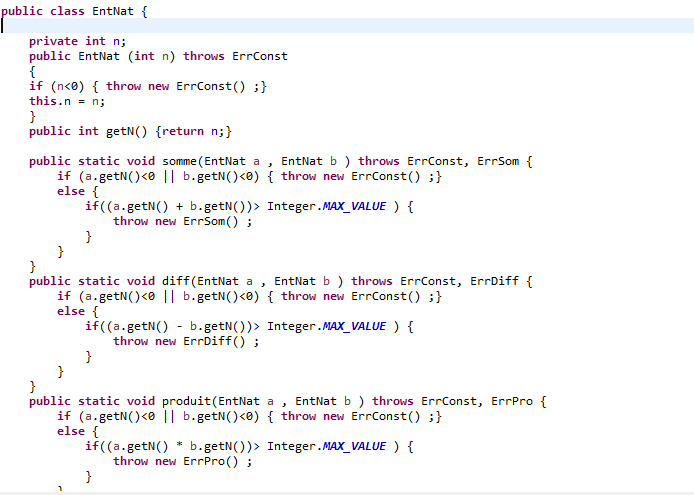 public class EntNat {
    private int n;
    public EntNat (int n) throws ErrConst
    {
    if (n<0) { throw new ErrConst() ;}
    this.n = n;
    }
    public int getN() {return n;}
    public static void somme(EntNat a , EntNat b ) throws ErrConst, ErrSom {
        if (a.getN()<0 || b.getN()<0) { throw new ErrConst() ;}
        else {
            if((a.getN() + b.getN())> Integer.MAX_VALUE ) {
                throw new ErrSom() ;
            }
        }
    }
    public static void diff(EntNat a , EntNat b ) throws ErrConst, ErrDiff {
        if (a.getN()<0 || b.getN()<0) { throw new ErrConst() ;}
        else {
            if((a.getN() - b.getN())> Integer.MAX_VALUE ) {
                throw new ErrDiff() ;
            }
        }
    }
    public static void produit(EntNat a , EntNat b ) throws ErrConst, ErrPro {
        if (a.getN()<0 || b.getN()<0) { throw new ErrConst() ;}
        else {
            if((a.getN() * b.getN())> Integer.MAX_VALUE ) {
                throw new ErrPro() ;
            }
        }